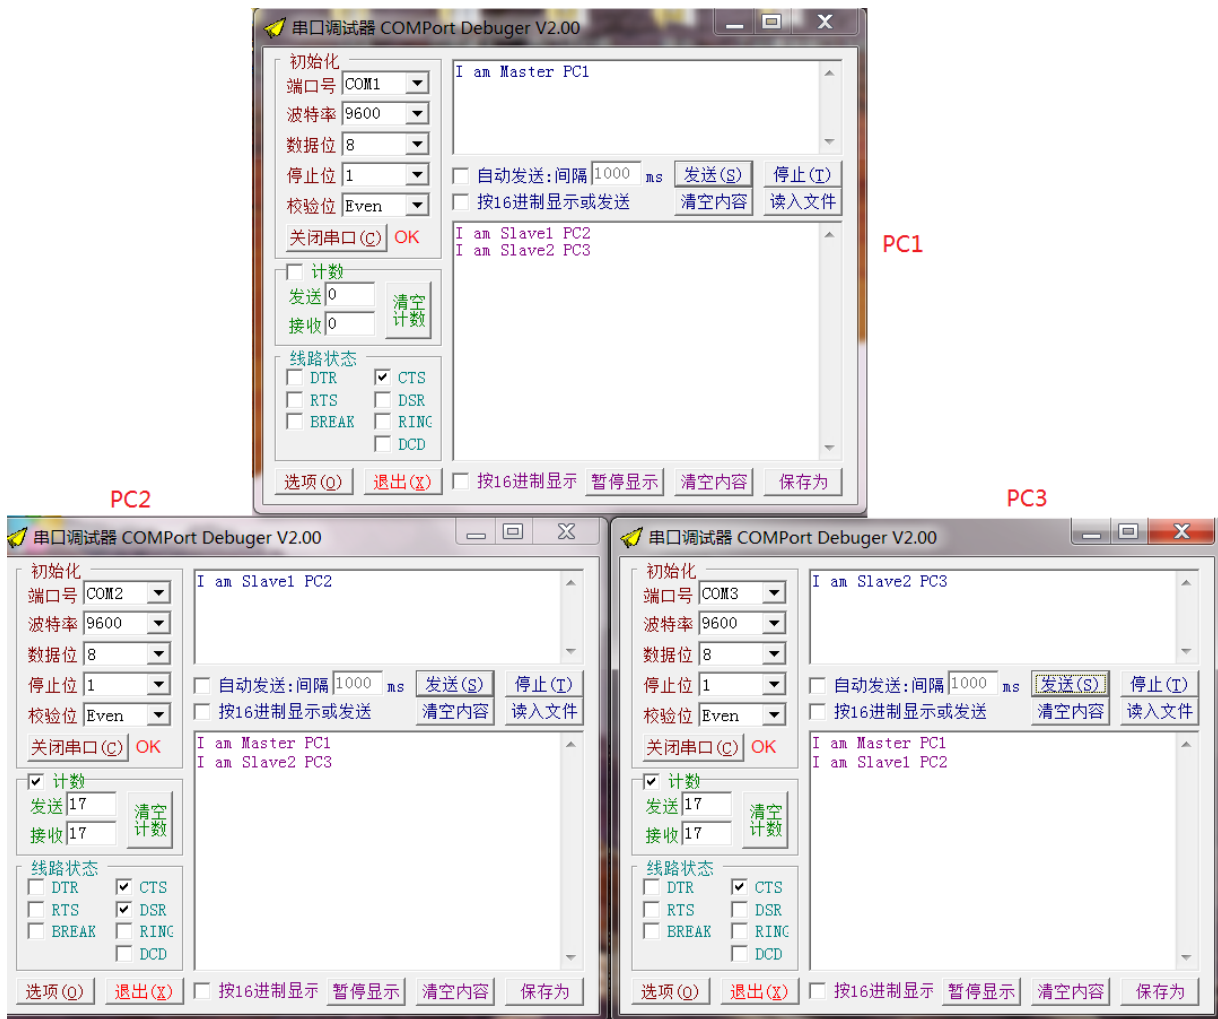 串口调试器 COMPort Debuger V2.00
初始化
端口号 COM1
波特率 9600
数据位 8
停止位 1
校验位 Even
关闭串口(C) OK
计数
发送 0
接收 0
清空
计数
线路状态
DTR CTS
RTS DSR
BREAK RING
DCD
选项(O) 退出(X)
I am Master PC1
自动发送:间隔 1000 ms 发送(S) 停止(T)
按16进制显示或发送 清空内容 读入文件
I am Slave1 PC2
I am Slave2 PC3
按16进制显示 暂停显示 清空内容 保存为
PC1
PC2
串口调试器 COMPort Debuger V2.00
初始化
端口号 COM2
波特率 9600
数据位 8
停止位 1
校验位 Even
关闭串口(C) OK
计数
发送 17
接收 17
清空
计数
线路状态
DTR CTS
RTS DSR
BREAK RING
DCD
选项(O) 退出(X)
I am Slave1 PC2
自动发送:间隔 1000 ms 发送(S) 停止(T)
按16进制显示或发送 清空内容 读入文件
I am Master PC1
I am Slave2 PC3
按16进制显示 暂停显示 清空内容 保存为
PC3
串口调试器 COMPort Debuger V2.00
初始化
端口号 COM3
波特率 9600
数据位 8
停止位 1
校验位 Even
关闭串口(C) OK
计数
发送 17
接收 17
清空
计数
线路状态
DTR CTS
RTS DSR
BREAK RING
DCD
选项(O) 退出(X)
I am Slave2 PC3
自动发送:间隔 1000 ms 发送(S) 停止(T)
按16进制显示或发送 清空内容 读入文件
I am Master PC1
I am Slave1 PC2
按16进制显示 暂停显示 清空内容 保存为